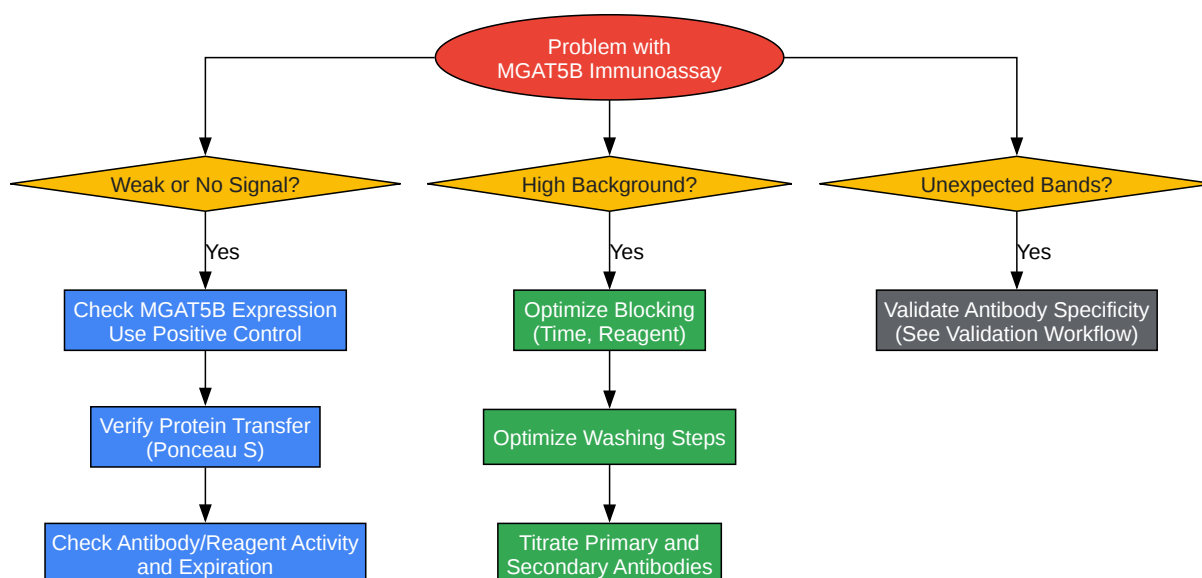 Problem with
MGAT5B Immunoassay
Weak or No Signal?
High Background?
Unexpected Bands?
Yes
Yes
Yes
Check MGAT5B Expression
Use Positive Control
Optimize Blocking
(Time, Reagent)
Validate Antibody Specificity
(See Validation Workflow)
Verify Protein Transfer
(Ponceau S)
Optimize Washing Steps
Check Antibody/Reagent Activity
and Expiration
Titrate Primary and
Secondary Antibodies